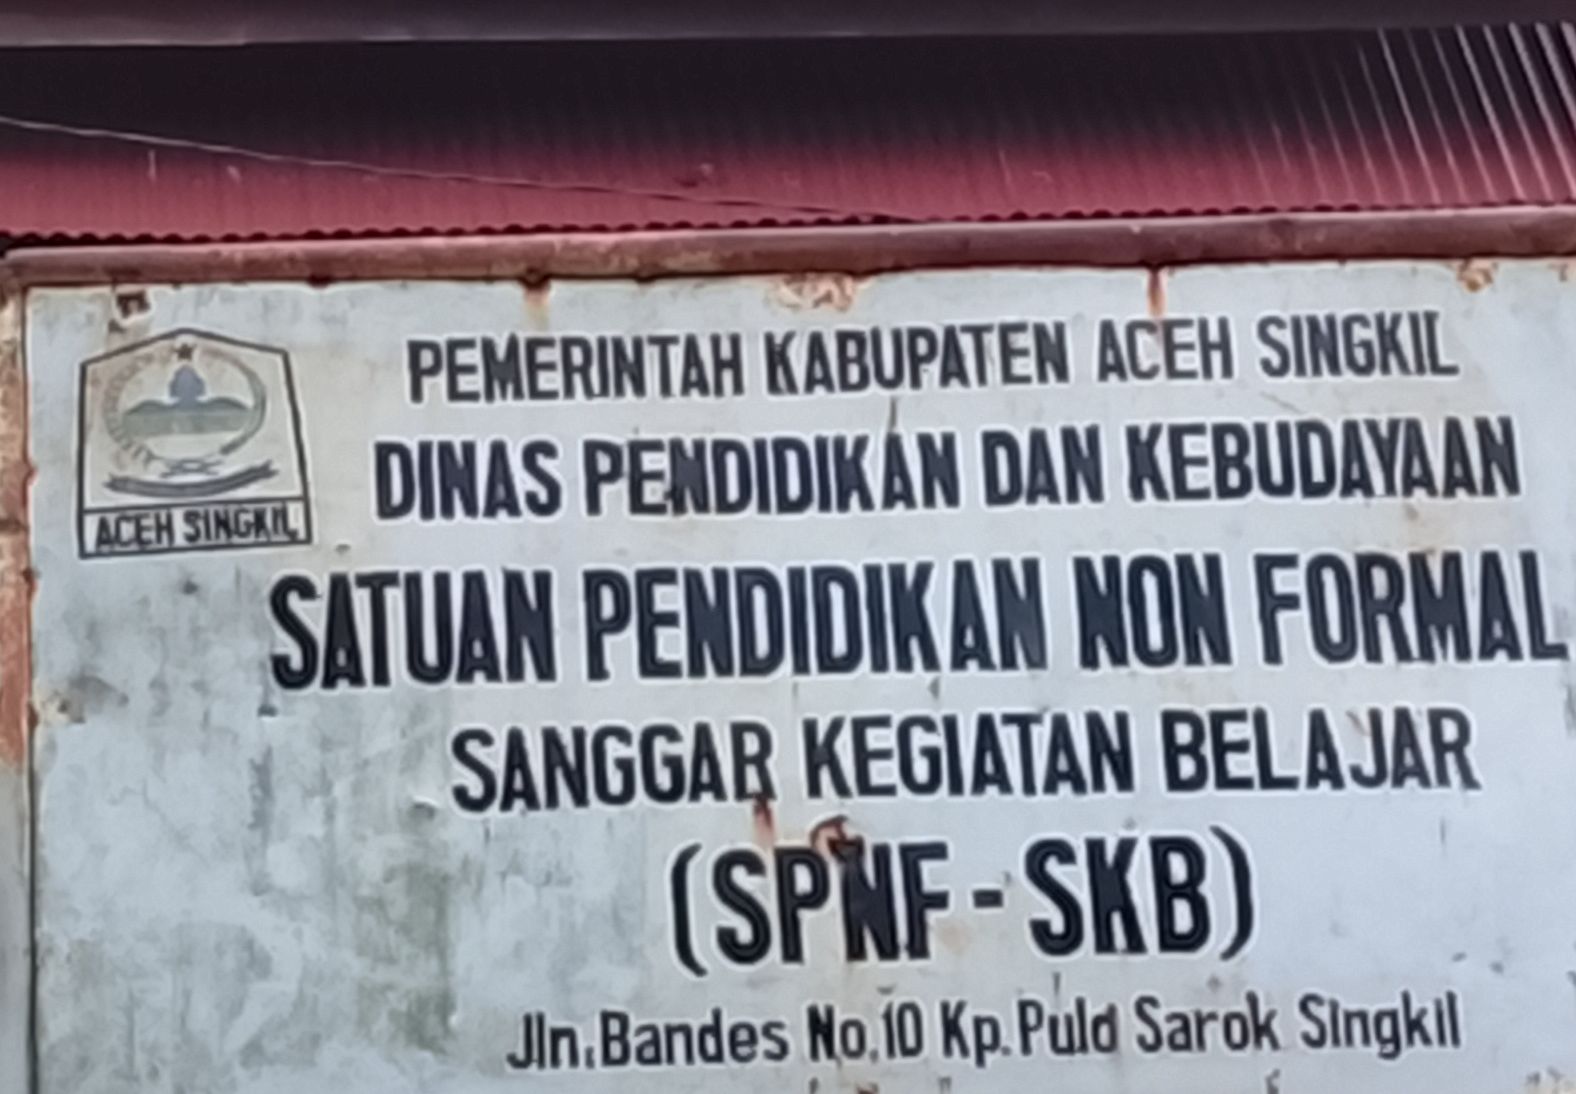 PEMERINTAH KABUPATEN ACEH SINGKIL
DINAS PENDIDIKAN DAN KEBUDAYAAN
ACEH SINGKIL
SATUAN PENDIDIKAN NON FORMAL
SANGGAR KEGIATAN BELAJAR
(SPNF - SKB)
Jln.Bandes No.10 Kp.Pulo Sarok Singkil